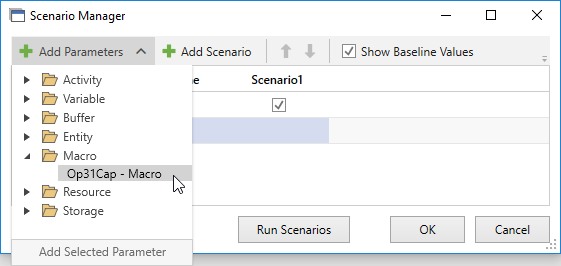 Scenario Manager
Add Parameters Add Scenario Show Baseline Values
ne Scenario1
Activity
Variable
Buffer
Entity
Macro
Op31Cap - Macro
Resource
Storage
Add Selected Parameter
Run Scenarios OK Cancel